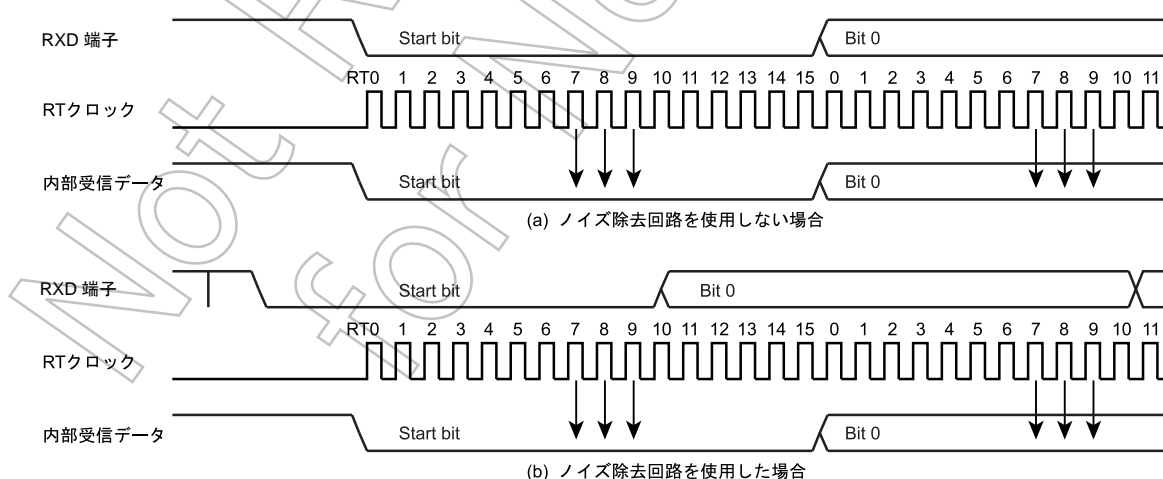 RXD 端子 Start bit Bit 0
RT0 1 2 3 4 5 6 7 8 9 10 11 12 13 14 15 0 1 2 3 4 5 6 7 8 9 10 11
RTクロック
内部受信データ Start bit Bit 0
(a) ノイズ除去回路を使用しない場合
RXD 端子 Start bit Bit 0
RT0 1 2 3 4 5 6 7 8 9 10 11 12 13 14 15 0 1 2 3 4 5 6 7 8 9 10 11
RTクロック
内部受信データ Start bit Bit 0
(b) ノイズ除去回路を使用した場合
Not
for